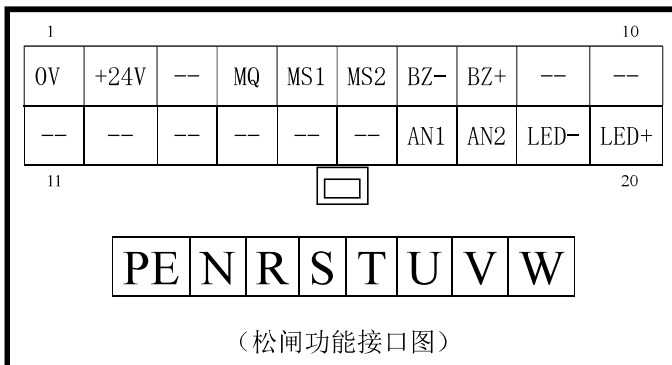 1 10
0V +24V -- MQ MS1 MS2 BZ- BZ+ -- --
-- -- -- -- -- -- AN1 AN2 LED- LED+
11 20
PE N R S T U V W
(松闸功能接口图)